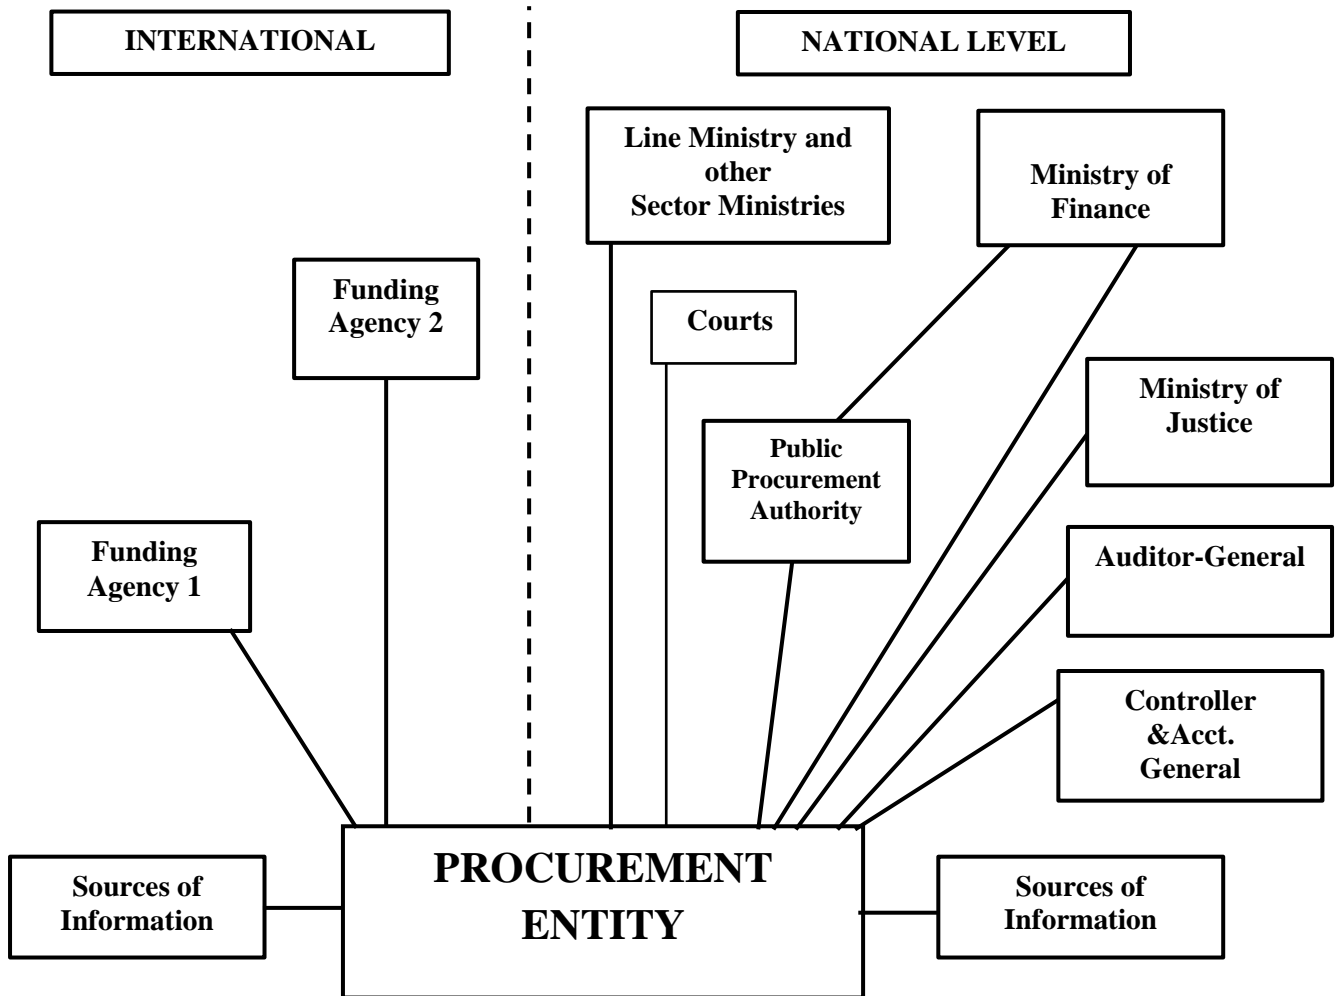 INTERNATIONAL
NATIONAL LEVEL
Line Ministry and
other
Sector Ministries
Ministry of
Finance
Funding
Agency 2
Courts
Ministry of
Justice
Public
Procurement
Authority
Funding
Agency 1
Auditor-General
Controller
&Acct.
General
PROCUREMENT
ENTITY
Sources of
Information
Sources of
Information